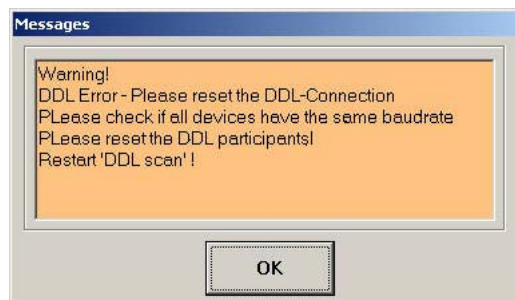 Messages
Warning!
DDL Error - Please reset the DDL-Connection
PLease check if all devices have the same baudrate
PLease reset the DDL participants!
Restart 'DDL scan' !
OK